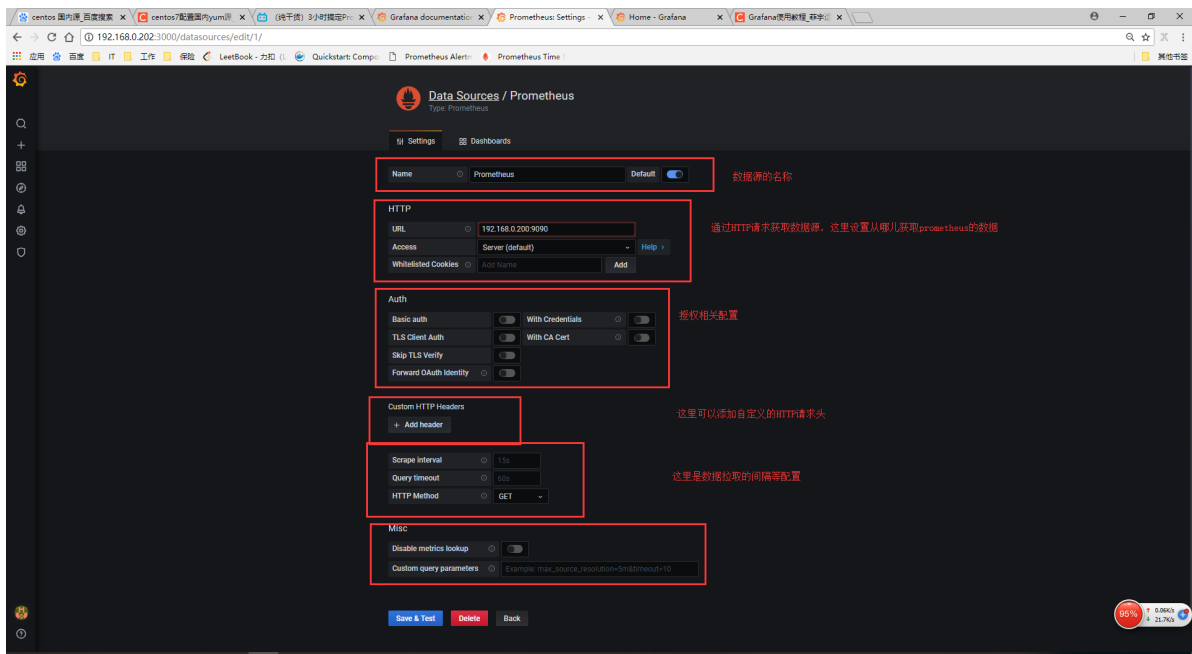 centos 国内源_百度搜索
centos7配置国内yum源
(纯干货) 3小时搞定Pro
Grafana documentation
Prometheus: Settings -
Home - Grafana
Grafana使用教程_菲宇运
192.168.0.202:3000/datasources/edit/1/
应用 百度 IT 工作 保险 LeetBook - 力扣 (L Quickstart: Compo Prometheus Alertm Prometheus Time 其他书签
Data Sources / Prometheus
Type: Prometheus
Settings Dashboards
Name Prometheus Default 数据源的名称
HTTP
URL 192.168.0.200:9090 通过HTTP请求获取数据源, 这里设置从哪儿获取prometheus的数据
Access Server (default) Help ›
Whitelisted Cookies Add Name Add
Auth
Basic auth With Credentials 授权相关配置
TLS Client Auth With CA Cert
Skip TLS Verify
Forward OAuth Identity
Custom HTTP Headers 这里可以添加自定义的HTTP请求头
+ Add header
Scrape interval 15s
Query timeout 60s 这里是数据拉取的间隔等配置
HTTP Method GET
Misc
Disable metrics lookup
Custom query parameters Example: max_source_resolution=5m&timeout=10
Save & Test Delete Back
95% 0.06K/s
21.7K/s